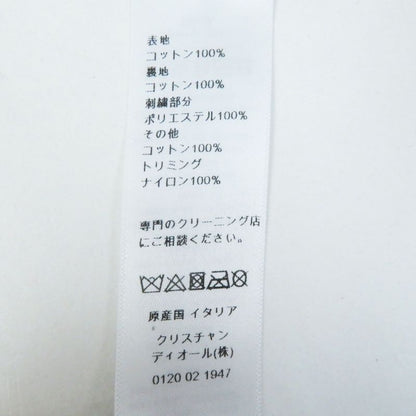 表地
コットン100%
裏地
コットン100%
刺繍部分
ポリエステル100%
その他
コットン100%
トリミング
ナイロン100%
専門のクリーニング店
にご相談ください。
原産国 イタリア
クリスチャン
ディオール(株)
0120 02 1947